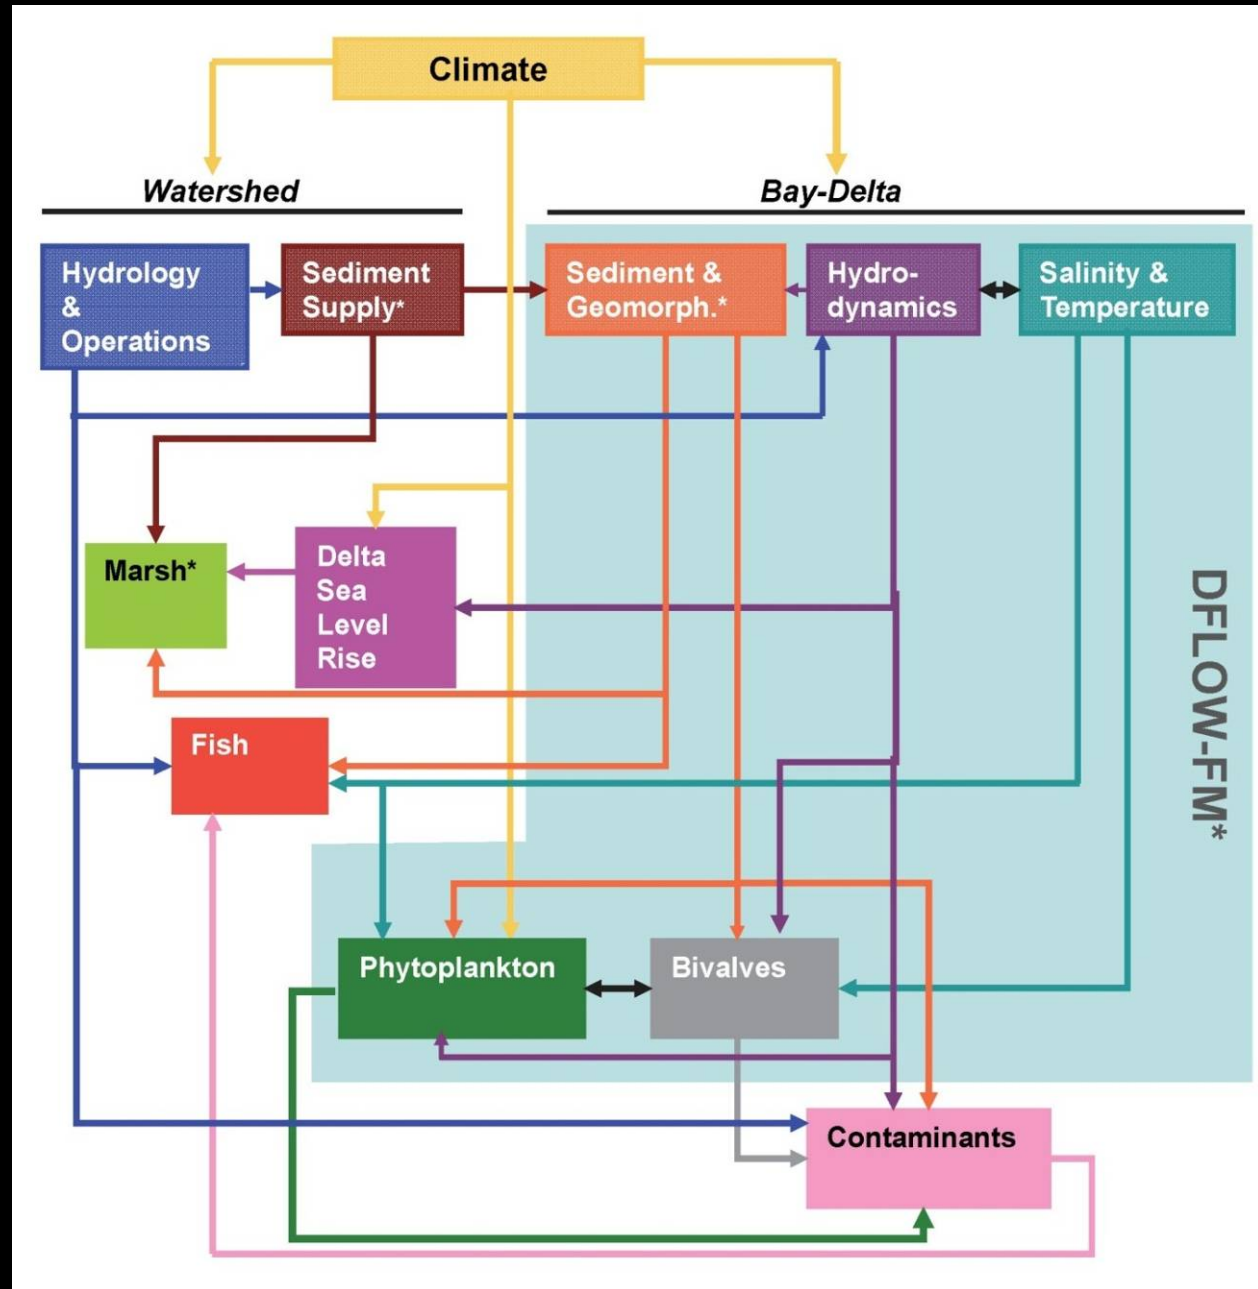 Climate
Watershed
Bay-Delta
Hydrology
&
Operations
Sediment
Supply*
Sediment &
Geomorph.*
Hydro-
dynamics
Salinity &
Temperature
Marsh*
Delta
Sea
Level
Rise
DFLOW-FM*
Fish
Phytoplankton
Bivalves
Contaminants